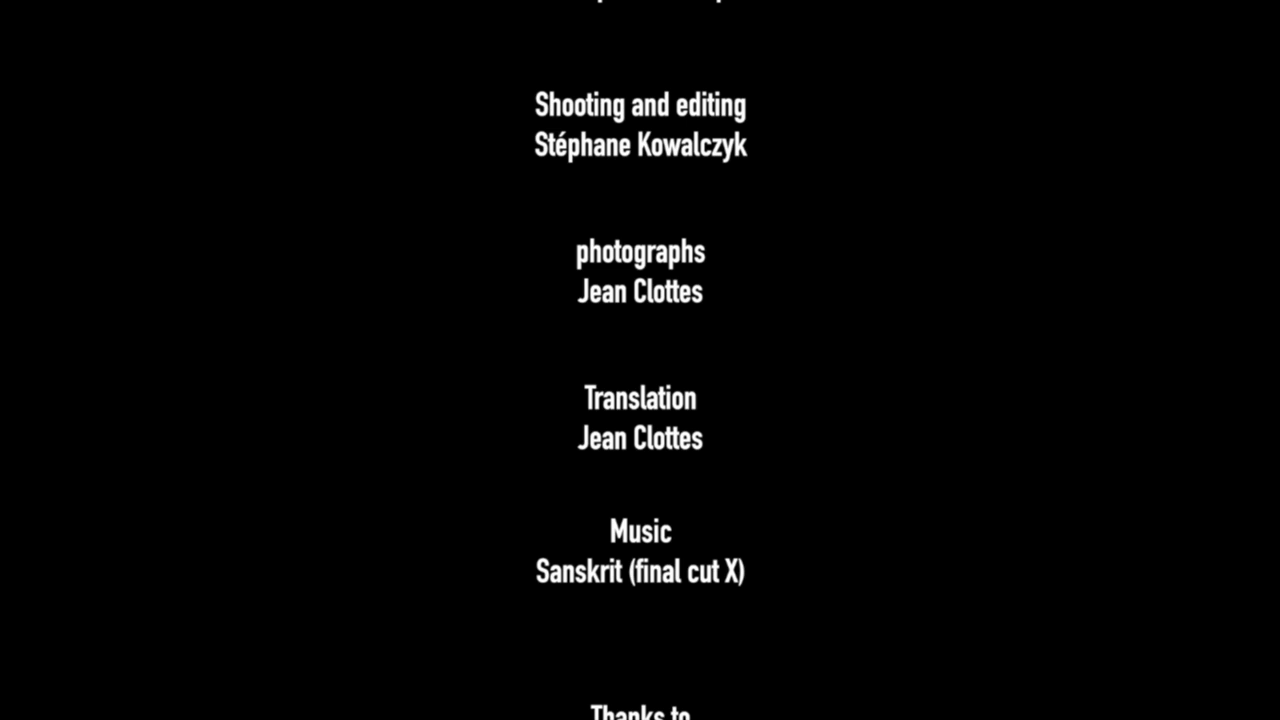 Shooting and editing
Stéphane Kowalczyk
photographs
Jean Clottes
Translation
Jean Clottes
Music
Sanskrit (final cut X)
Thanks to